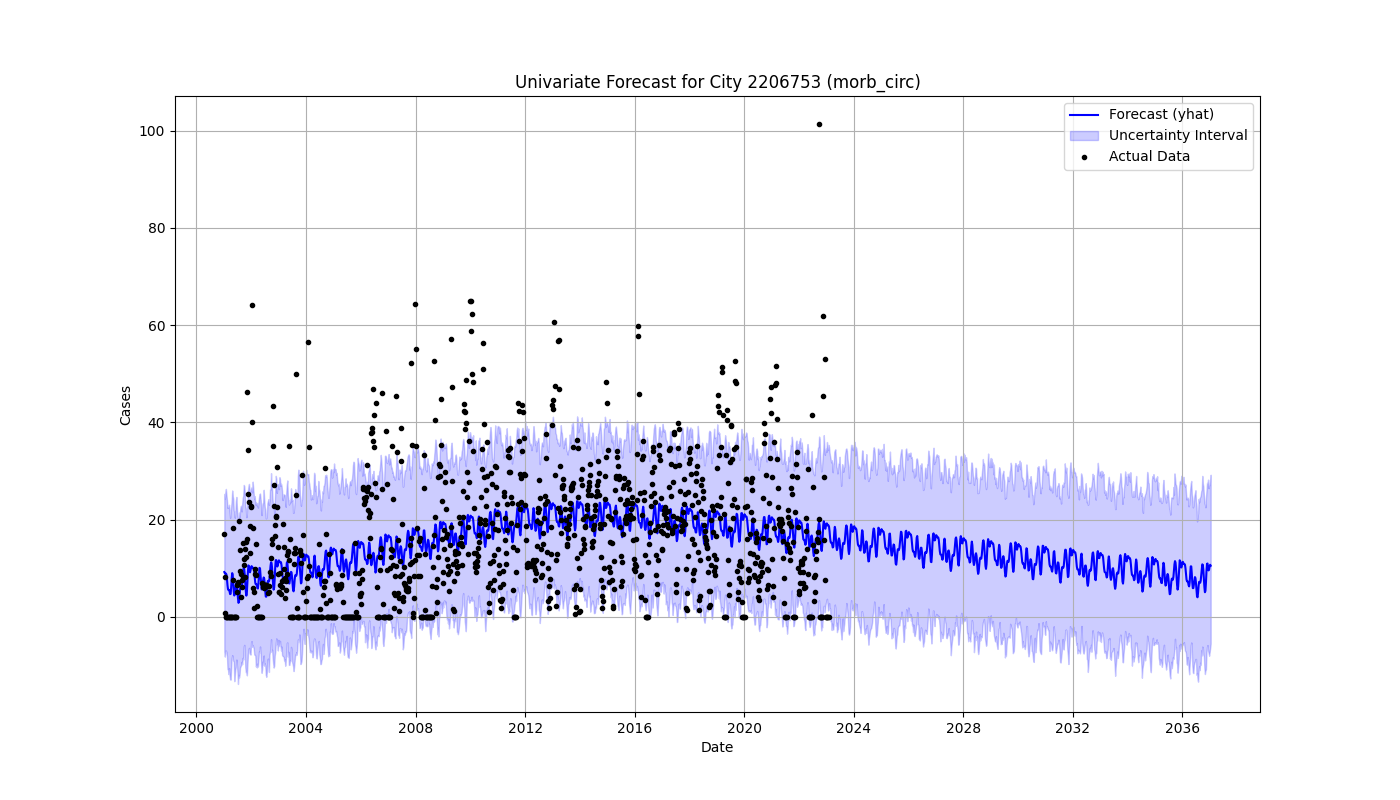 Univariate Forecast for City 2206753 (morb_circ)
Forecast (yhat)
Uncertainty Interval
Actual Data
Cases
100
80
60
40
20
0
2000 2004 2008 2012 2016 2020 2024 2028 2032 2036
Date